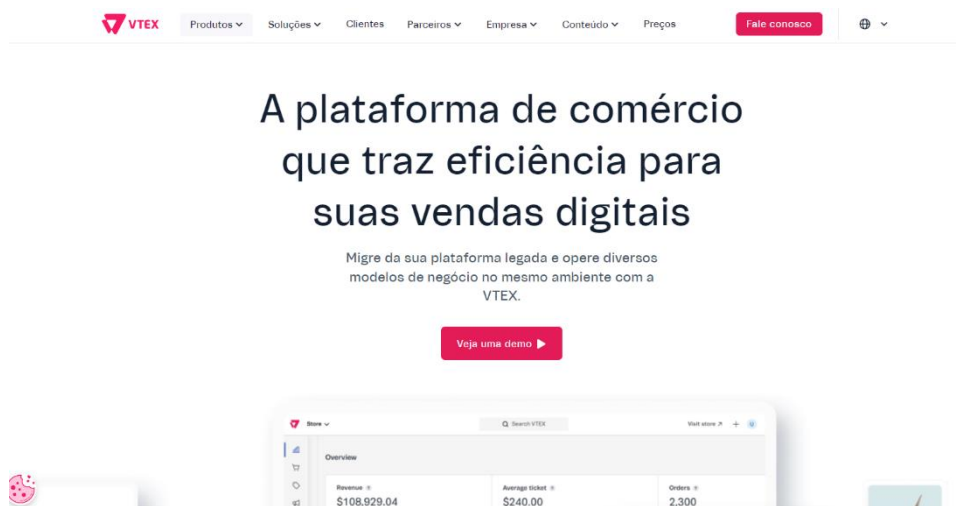 VTEX
Produtos
Soluções
Clientes
Parceiros
Empresa
Conteúdo
Preços
Fale conosco
A plataforma de comércio
que traz eficiência para
suas vendas digitais
Migre da sua plataforma legada e opere diversos
modelos de negócio no mesmo ambiente com a
VTEX.
Veja uma demo
Store
Search VTEX
Visit store
Overview
Revenue
Average ticket
Orders
$108,929.04
$240.00
2,300